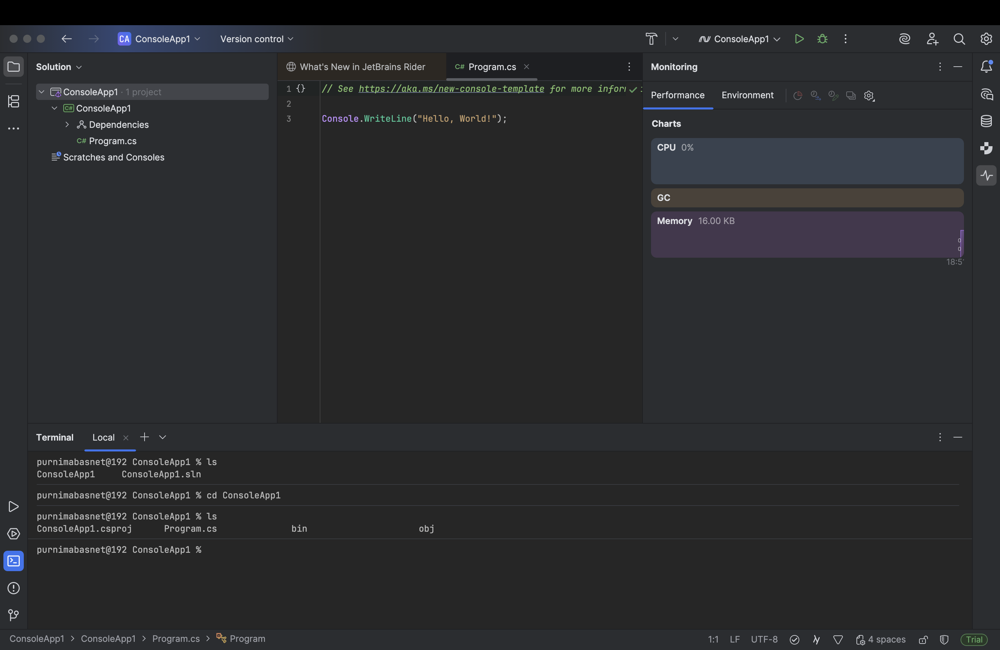 CA ConsoleApp1 Version control ConsoleApp1
Solution
ConsoleApp1 · 1 project
C# ConsoleApp1
Dependencies
C# Program.cs
Scratches and Consoles
What's New in JetBrains Rider C# Program.cs
1 {} // See https://aka.ms/new-console-template for more
2
3 Console.WriteLine("Hello, World!");
Monitoring
Performance Environment
Charts
CPU 0%
GC
Memory 16.00 KB
0
0
Terminal Local
purnimabasnet@192 ConsoleApp1 % ls
ConsoleApp1 ConsoleApp1.sln
purnimabasnet@192 ConsoleApp1 % cd ConsoleApp1
purnimabasnet@192 ConsoleApp1 % ls
ConsoleApp1.csproj Program.cs bin obj
purnimabasnet@192 ConsoleApp1 %
ConsoleApp1 > ConsoleApp1 > Program.cs > Program
1:1 LF UTF-8 4 spaces Trial